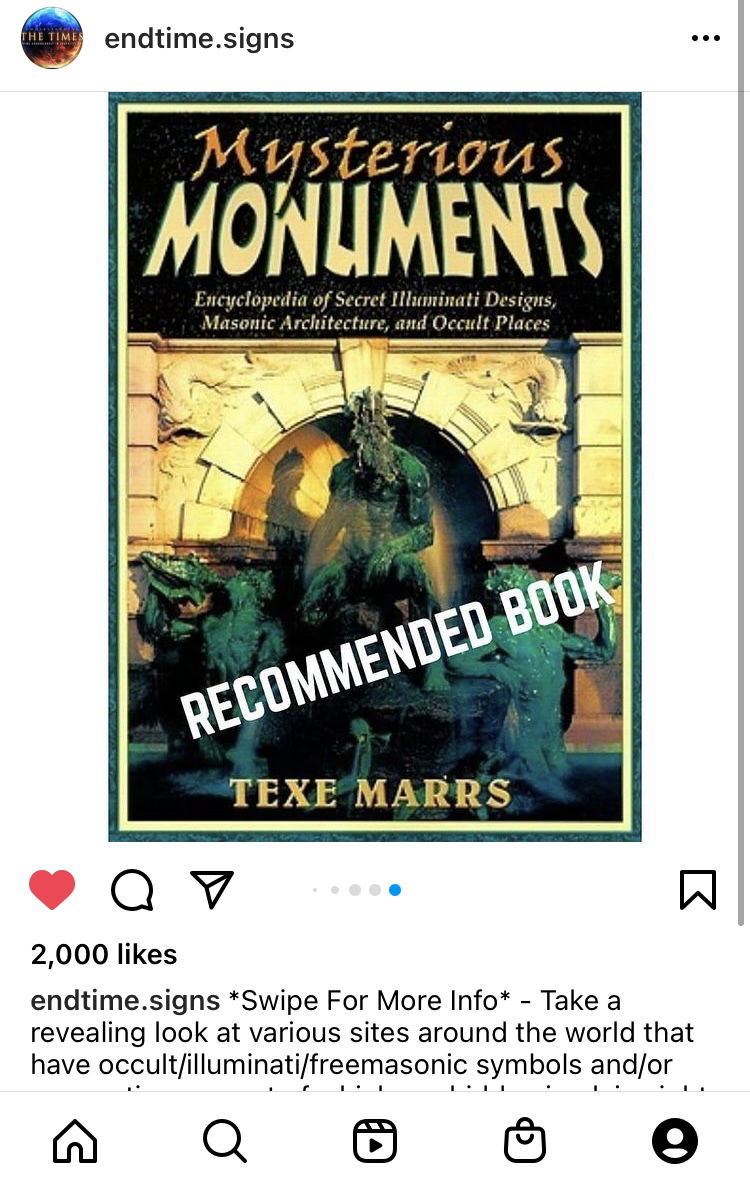 THE TIMES
endtime.signs
Mysterious
MONUMENTS
Encyclopedia of Secret Illuminati Designs,
Masonic Architecture, and Occult Places
RECOMMENDED BOOK
TEXE MARRS
2,000 likes
endtime.signs *Swipe For More Info* - Take a
revealing look at various sites around the world that
have occult/illuminati/freemasonic symbols and/or